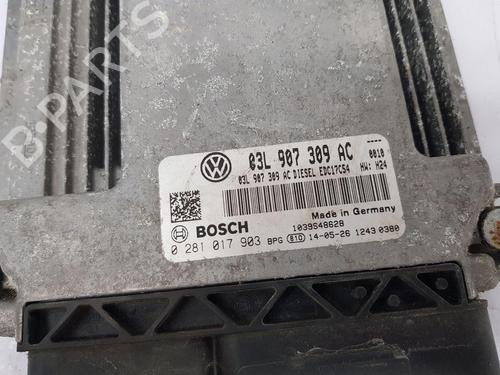 03L 907 309 AC
----
0010
03L 907 309 AC DIESEL EDC17C54
HW: H24
Made in Germany
BOSCH
1039S48628
0 281 017 903 BPG 810 14-05-26 1243 0380
B-PARTS